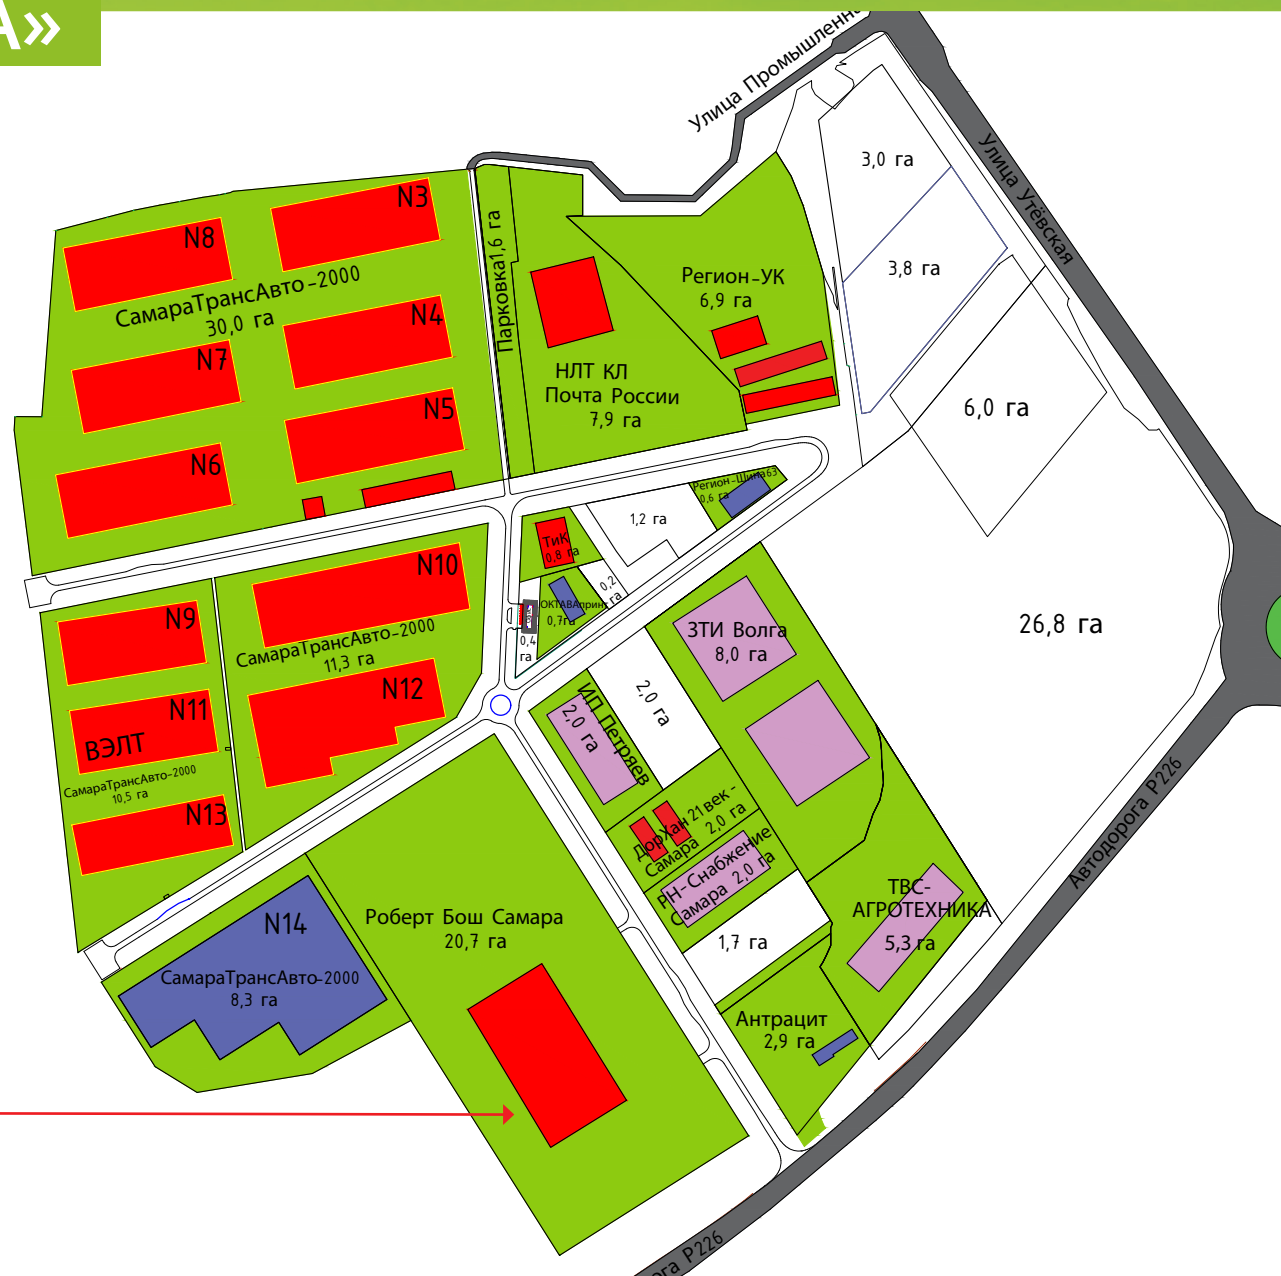 А»
Улица Промышленн
Улица Утёвская
3,0 га
3,8 га
6,0 га
26,8 га
N3
N8
СамараТрансАвто-2000
30,0 га
N4
N7
N5
N6
Парковка1,6 га
НЛТ КЛ
Почта России
7,9 га
Регион-УК
6,9 га
Регион-Шина63
0,6 га
1,2 га
ТиК
0,8 га
0,2
га
ОКТАВАпринт
0,7га
0,4
га
N10
СамараТрансАвто-2000
11,3 га
N12
N9
N11
ВЭЛТ
СамараТрансАвто-2000
10,5 га
N13
N14
СамараТрансАвто-2000
8,3 га
Роберт Бош Самара
20,7 га
ЗТИ Волга
8,0 га
2,0 га
ИП Петряев
2,0 га
ДорХан 21 век -
Самара 2,0 га
РН-Снабжение
Самара 2,0 га
1,7 га
ТВС-
АГРОТЕХНИКА
5,3 га
Антрацит
2,9 га
Автодорога Р226
ога Р226